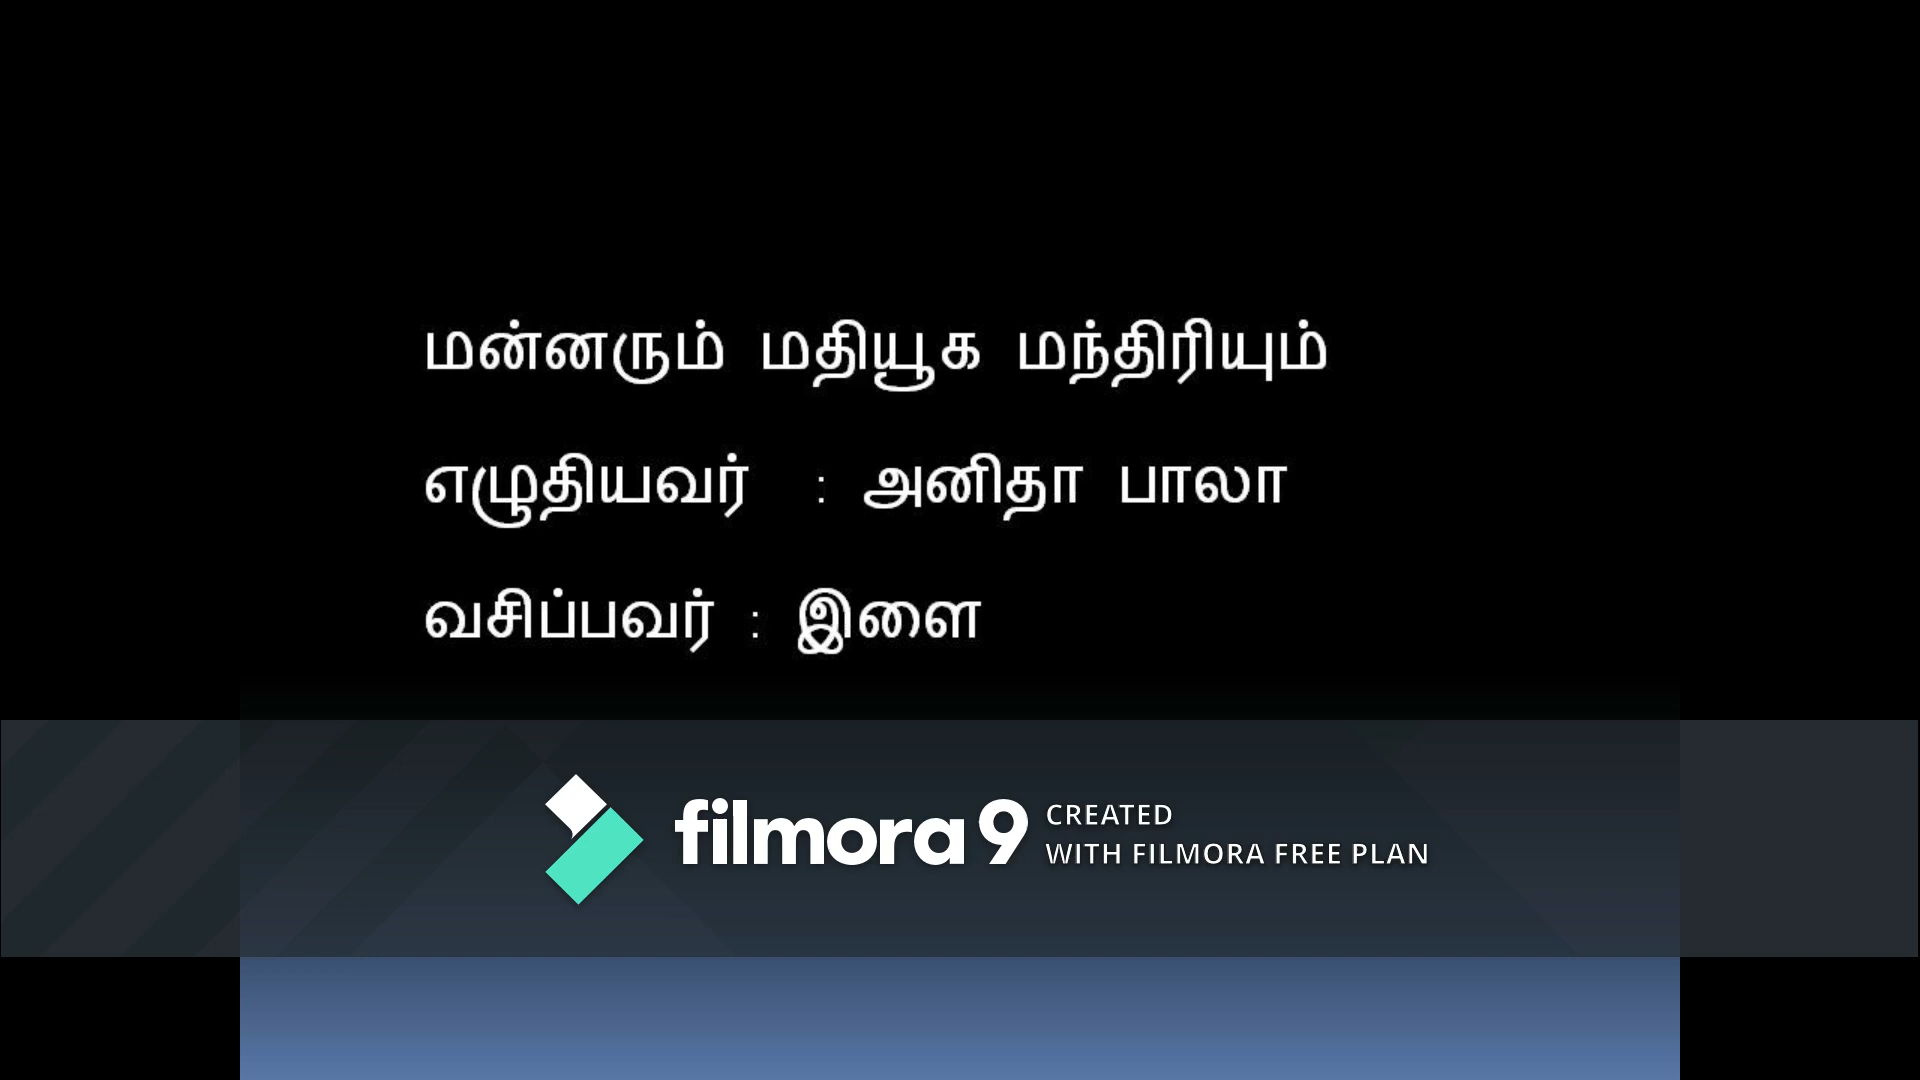 மன்னரும் மதியூக மந்திரியும்
எழுதியவர் : அனிதா பாலா
வசிப்பவர் : இளை
filmora 9 CREATED
WITH FILMORA FREE PLAN